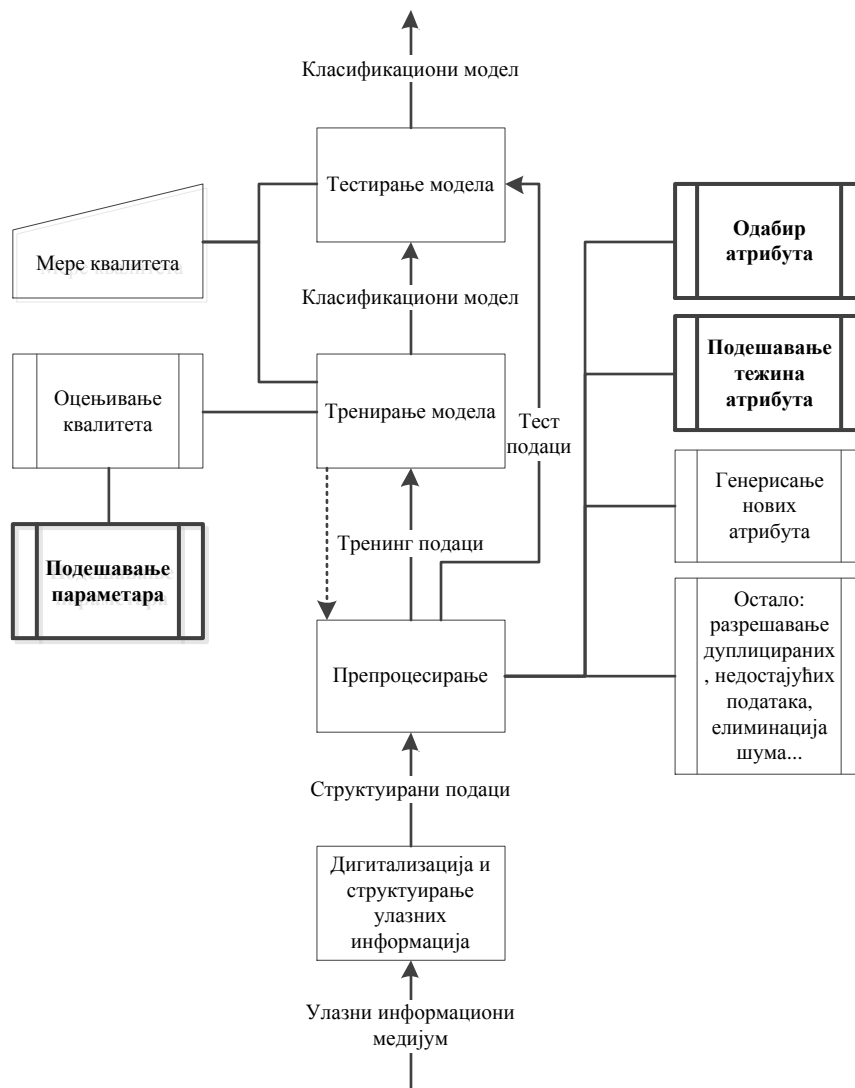 Класификациони модел
Тестирање модела
Мере квалитета
Одабир
атрибута
Класификациони модел
Подешавање
тежина
атрибута
Оцењивање
квалитета
Тренирање модела
Тест
подаци
Генерисање
нових
атрибута
Тренинг подаци
Подешавање
параметара
Остало:
разрешавање
дуплицираних
, недостајућих
података,
елиминација
шума...
Препроцесирање
Структуирани подаци
Дигитализација и
структуирање
улазних
информација
Улазни информациони
медијум